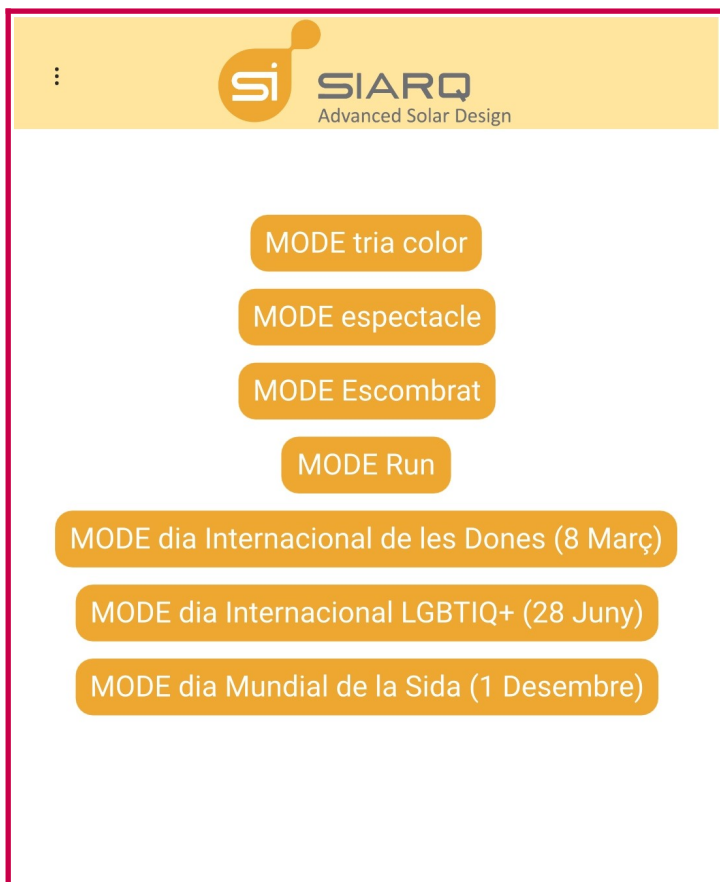 si
SIARQ
Advanced Solar Design
MODE tria color
MODE espectacle
MODE Escombrat
MODE Run
MODE dia Internacional de les Dones (8 Març)
MODE dia Internacional LGBTIQ+ (28 Juny)
MODE dia Mundial de la Sida (1 Desembre)